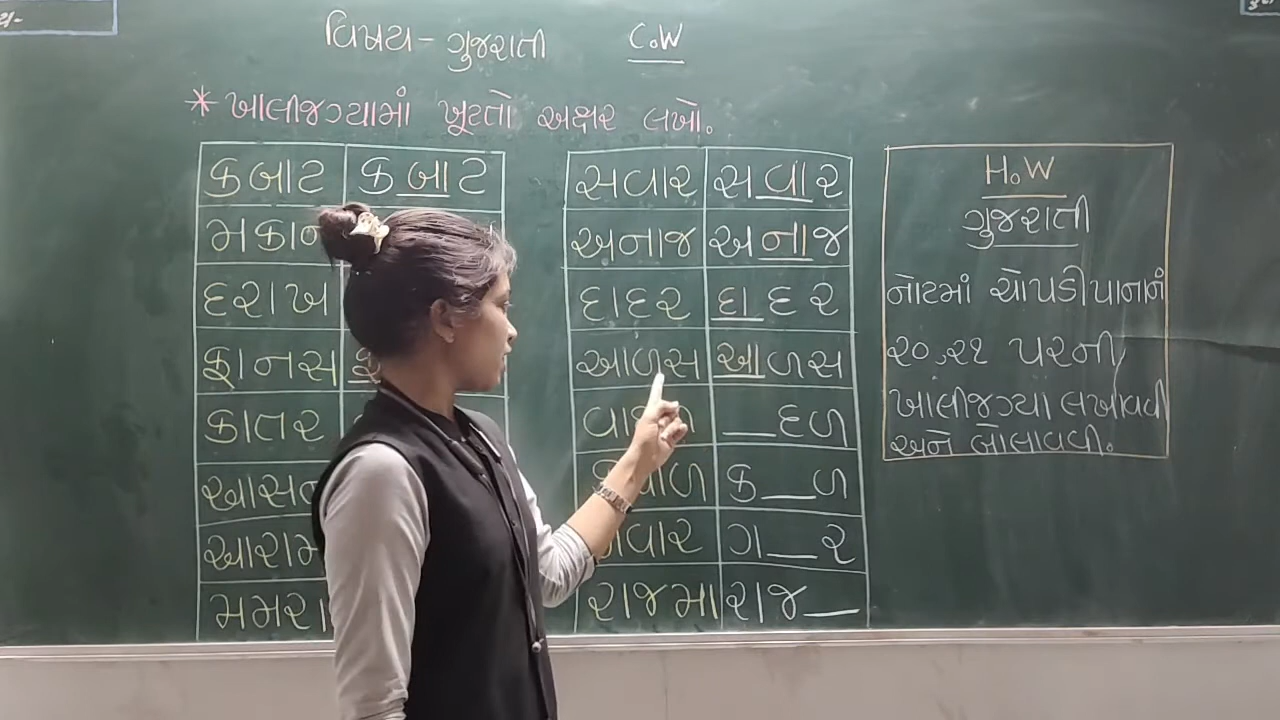 વિષય - ગુજરાતી C.W
* ખાલીજગ્યામાં ખૂટતો અક્ષર લખો.
કબાટ કબાટ
મકાન
દરાખ
ફાનસ
કાતર
આસન
આરામ
મમરા
સવાર સવાર
અનાજ અનાજ
દાદર દાદર
આળસ આળસ
__દળ
ક__ળ
ગવાર ગ__ર
રાજમા રાજ__
H.W
ગુજરાતી
નોટમાં ચોપડી પાનાનં
૨૦,૨૧ પરની
ખાલીજગ્યા લખાવવી
અને બોલાવવી.